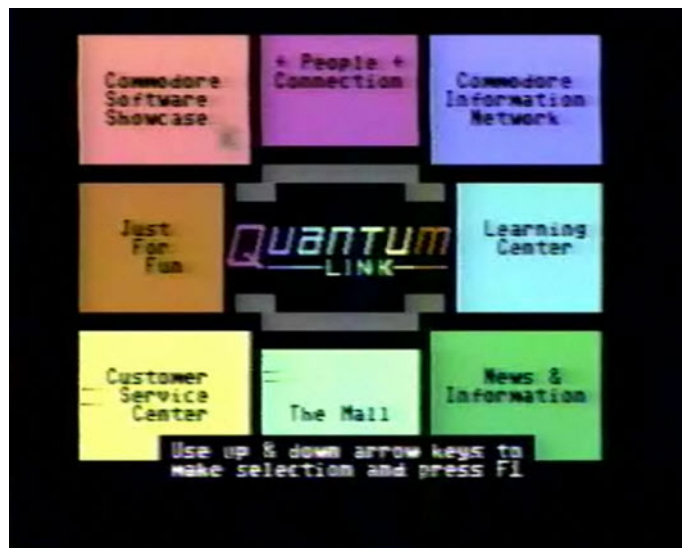 Commodore
Software
Showcase
+ People +
Connection
Commodore
Information
Network
Just
For
Fun
QUANTUM
LINK
Learning
Center
Customer
Service
Center
The Mall
News &
Information
Use up & down arrow keys to
make selection and press F1